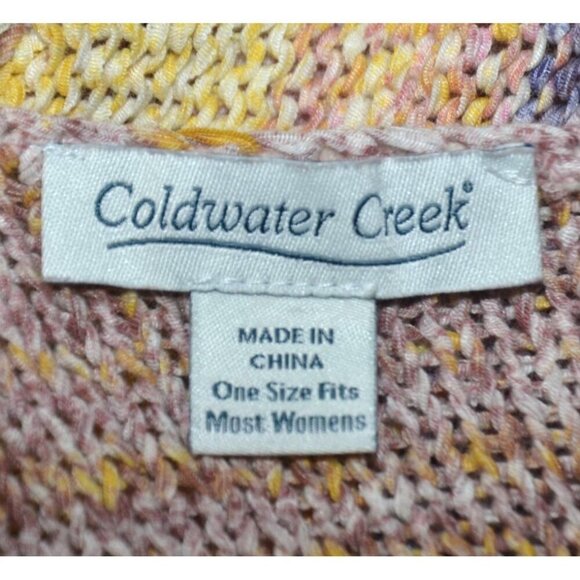 Coldwater Creek®
MADE IN
CHINA
One Size Fits
Most Womens